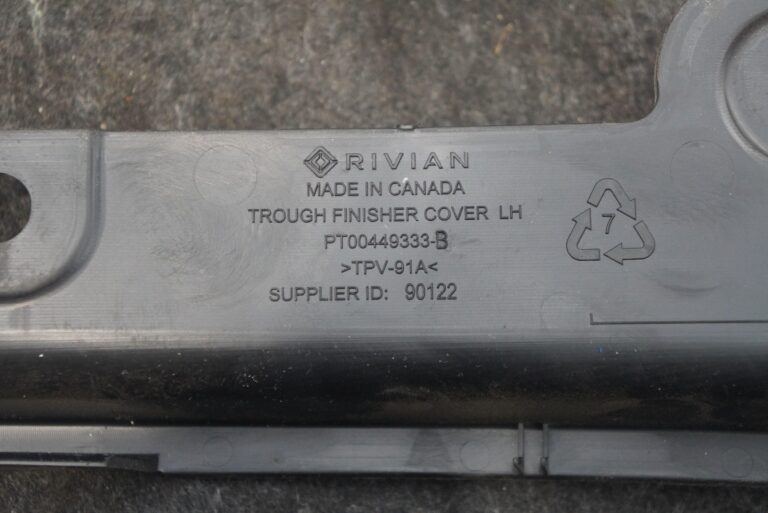 RIVIAN
MADE IN CANADA
TROUGH FINISHER COVER LH
PT00449333-B
>TPV-91A<
SUPPLIER ID: 90122
7